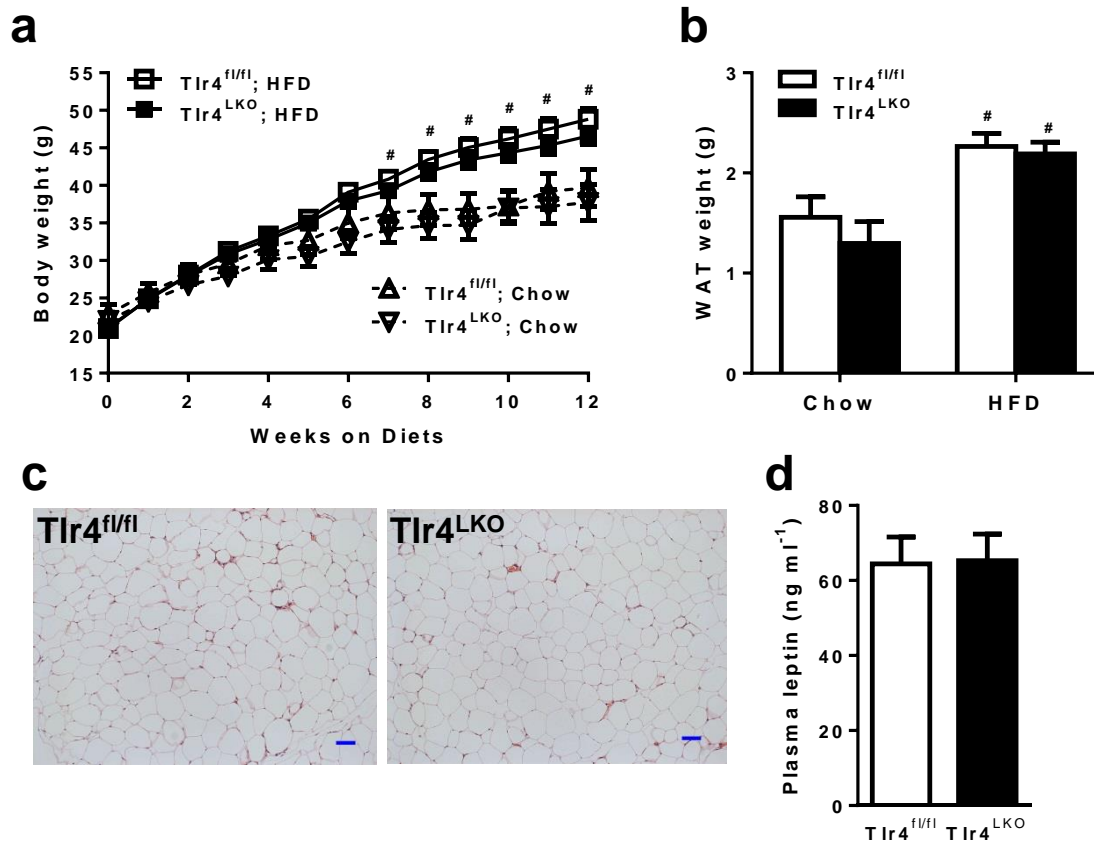 a
Body weight (g)
55
50
45
40
35
30
25
20
15
Tlr4fl/fl; HFD
Tlr4LKO; HFD
# # # # # #
Tlr4fl/fl; Chow
Tlr4LKO; Chow
0 2 4 6 8 10 12
Weeks on Diets
b
WAT weight (g)
3
2
1
0
Tlr4fl/fl
Tlr4LKO
# #
Chow HFD
c
Tlr4fl/fl
Tlr4LKO
d
Plasma leptin (ng ml-1)
80
60
40
20
0
Tlr4fl/fl Tlr4LKO